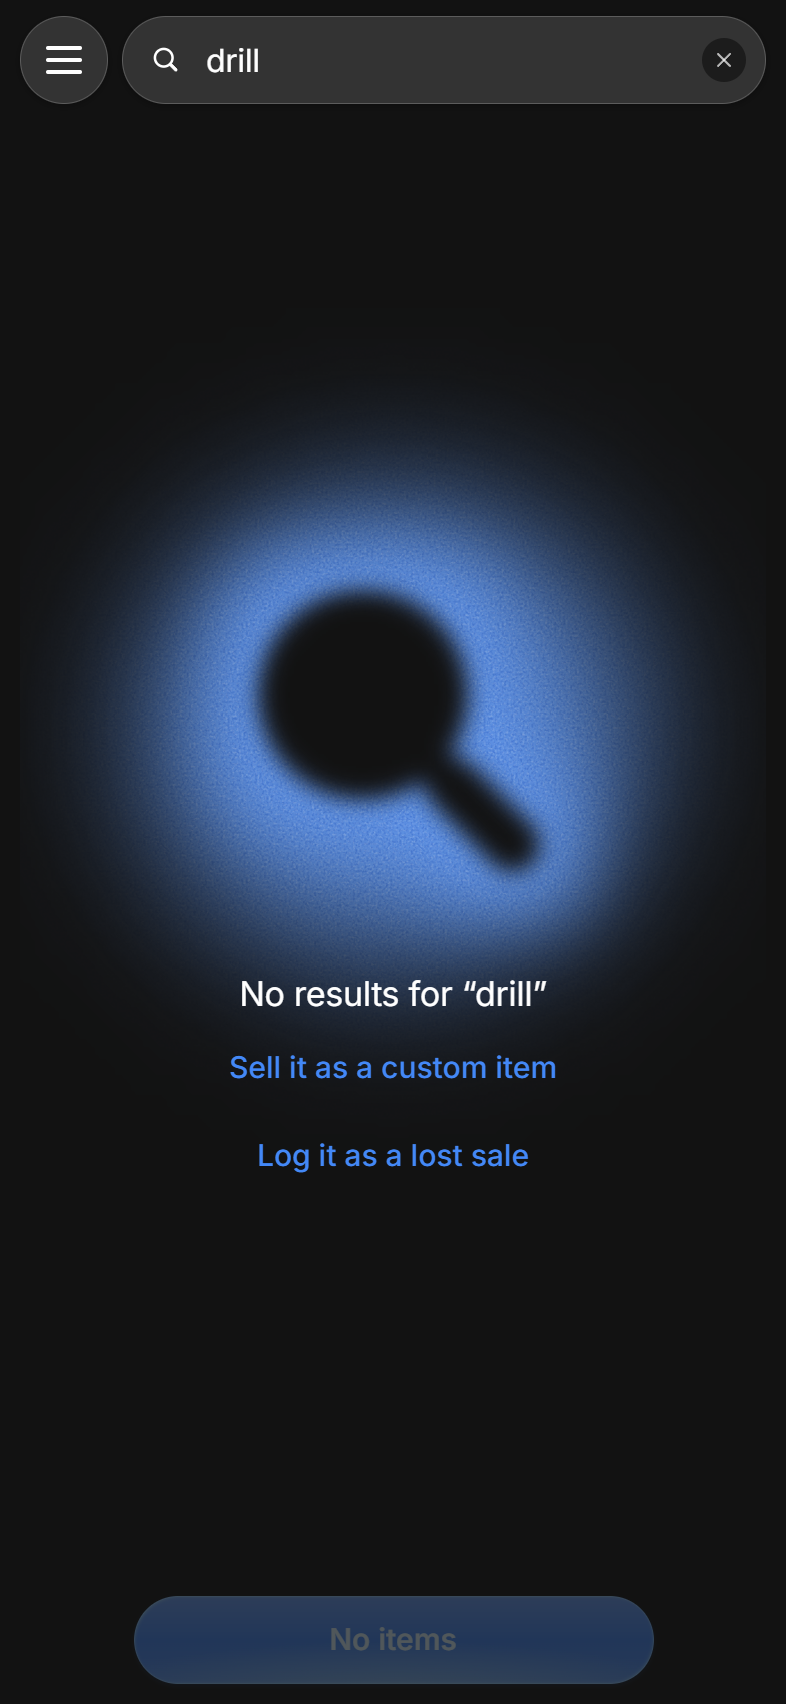 drill
No results for “drill”
Sell it as a custom item
Log it as a lost sale
No items